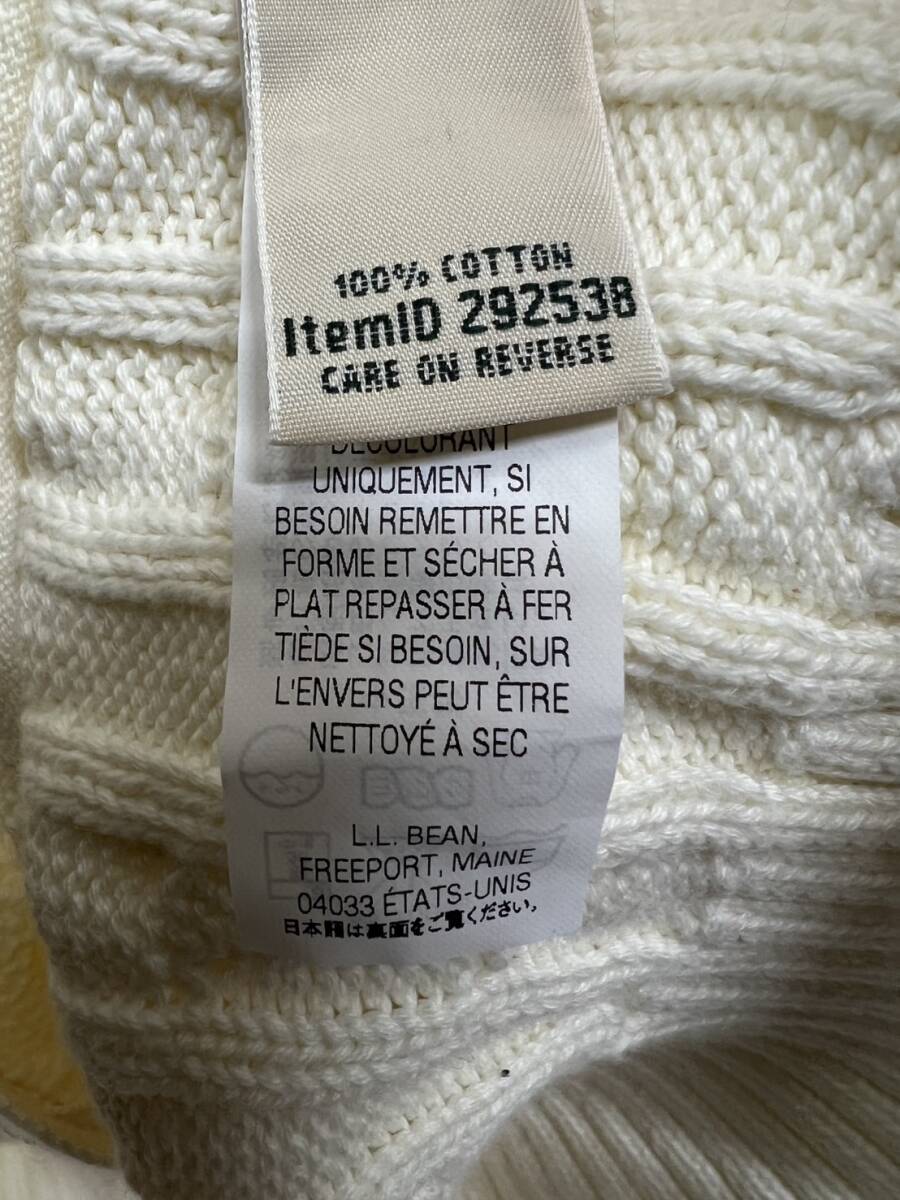 100% COTTON
ItemID 292538
CARE ON REVERSE
DÉCOLORANT
UNIQUEMENT, SI
BESOIN REMETTRE EN
FORME ET SÉCHER À
PLAT REPASSER À FER
TIÈDE SI BESOIN, SUR
L'ENVERS PEUT ÊTRE
NETTOYÉ À SEC
L.L. BEAN,
FREEPORT, MAINE
04033 ÉTATS-UNIS
日本語は裏面をご覧ください。